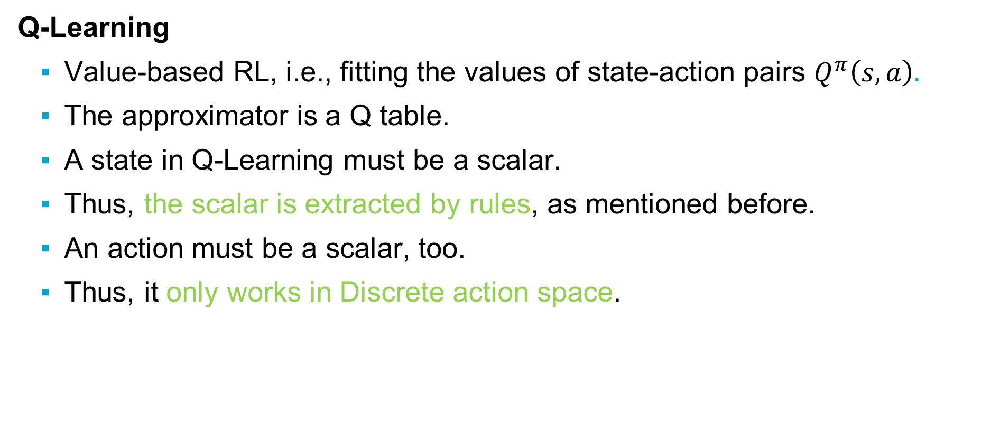 Q-Learning
▪ Value-based RL, i.e., fitting the values of state-action pairs 𝑄^𝜋(𝑠, 𝑎).
▪ The approximator is a Q table.
▪ A state in Q-Learning must be a scalar.
▪ Thus, the scalar is extracted by rules, as mentioned before.
▪ An action must be a scalar, too.
▪ Thus, it only works in Discrete action space.